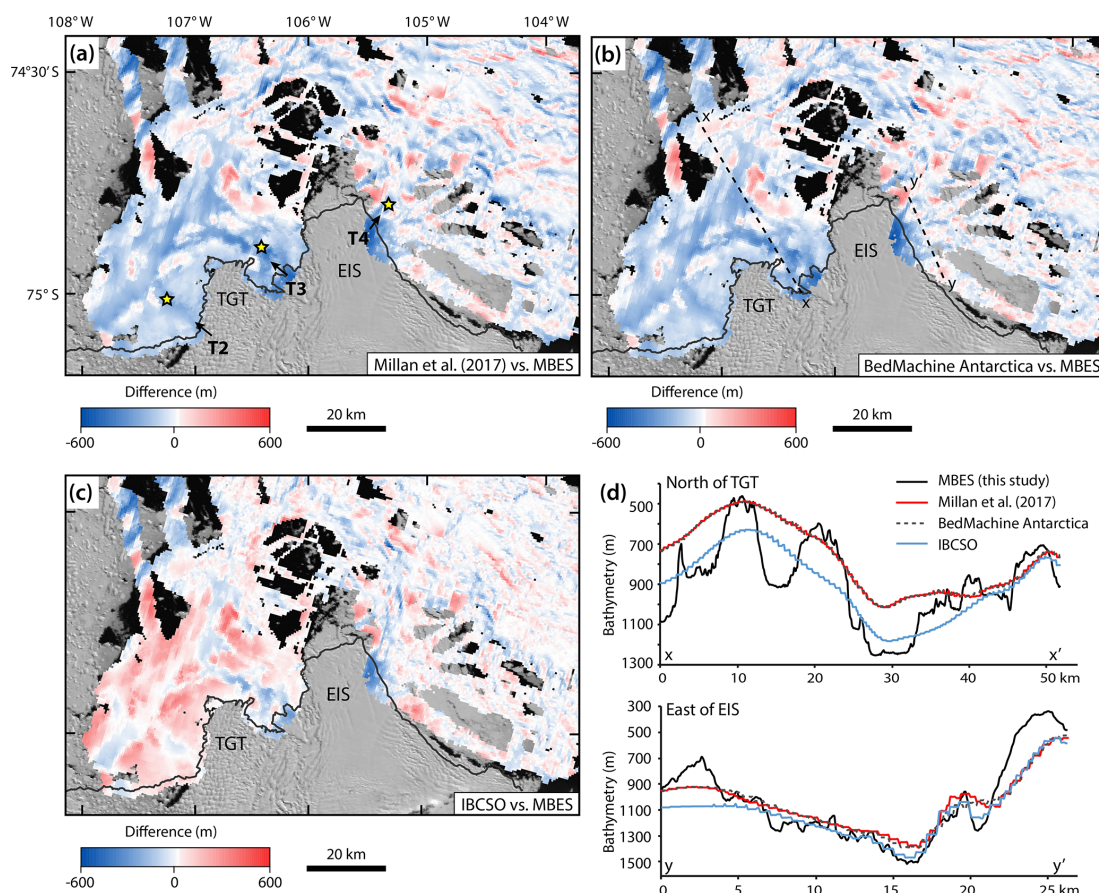 108°W 107°W 106°W 105°W 104°W
(a)
74°30'S
75°S
T4
T3
T2
TGT
EIS
Millan et al. (2017) vs. MBES
(b)
x'
y'
EIS
TGT
x
y
BedMachine Antarctica vs. MBES
Difference (m)
-600 0 600
20 km
Difference (m)
-600 0 600
20 km
(c)
EIS
TGT
IBCSO vs. MBES
Difference (m)
-600 0 600
20 km
(d)
North of TGT
MBES (this study)
Millan et al. (2017)
BedMachine Antarctica
IBCSO
Bathymetry (m)
500
700
900
1100
1300
x x'
0 10 20 30 40 50 km
East of EIS
Bathymetry (m)
300
600
900
1100
1300
1500
y y'
0 5 10 15 20 25 km